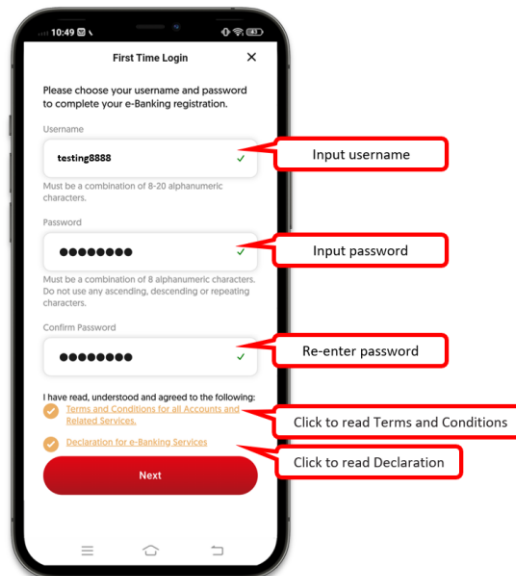 10:49
43
First Time Login
Please choose your username and password
to complete your e-Banking registration.
Username
testing8888
Input username
Must be a combination of 8-20 alphanumeric
characters.
Password
Input password
Must be a combination of 8 alphanumeric characters.
Do not use any ascending, descending or repeating
characters.
Confirm Password
Re-enter password
I have read, understood and agreed to the following:
Terms and Conditions for all Accounts and
Related Services.
Click to read Terms and Conditions
Declaration for e-Banking Services
Click to read Declaration
Next